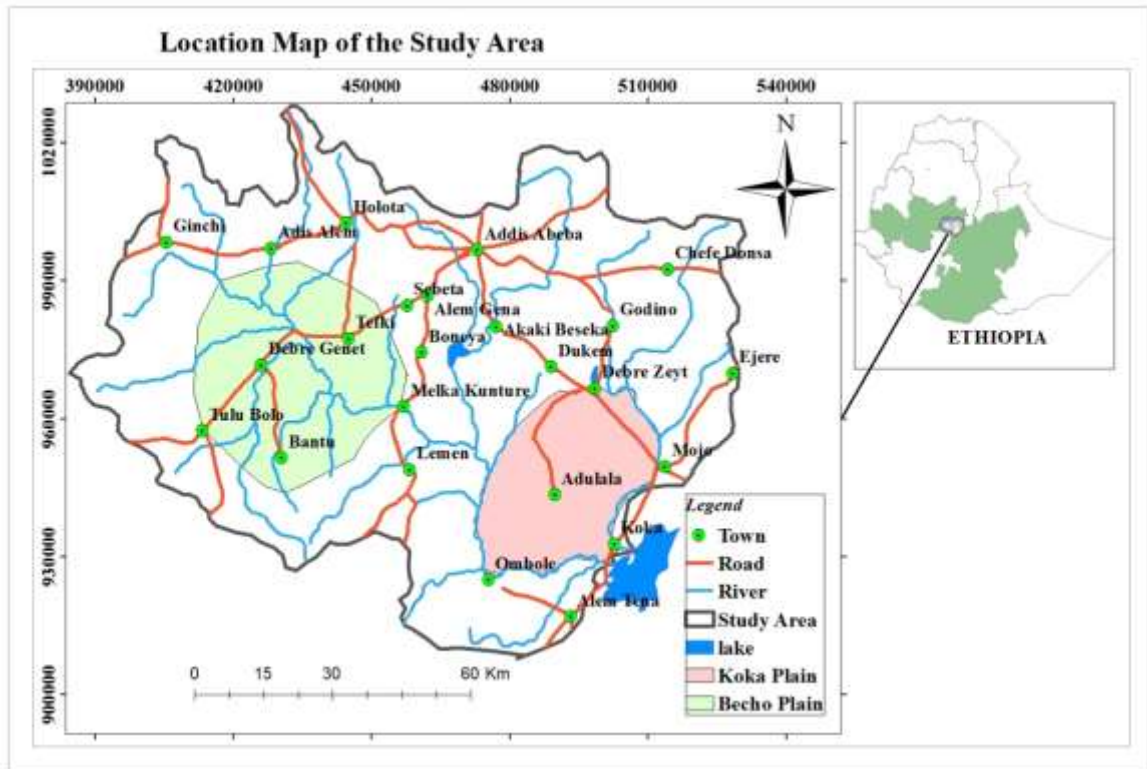 Location Map of the Study Area
390000 420000 450000 480000 510000 540000
1020000
990000
960000
930000
900000
N
Holota
Ginchi
Adis Alem
Addis Abeba
Chefe Donsa
Sebeta
Alem Gena
Godino
Tefki
Akaki Beseka
Boneya
Debre Genet
Dukem
Ejere
Debre Zeyt
Melka Kunture
Tulu Bolo
Bantu
Lemen
Mojo
Adulala
Koka
Ombole
Alem Tena
0 15 30 60 Km
Legend
Town
Road
River
Study Area
lake
Koka Plain
Becho Plain
ETHIOPIA